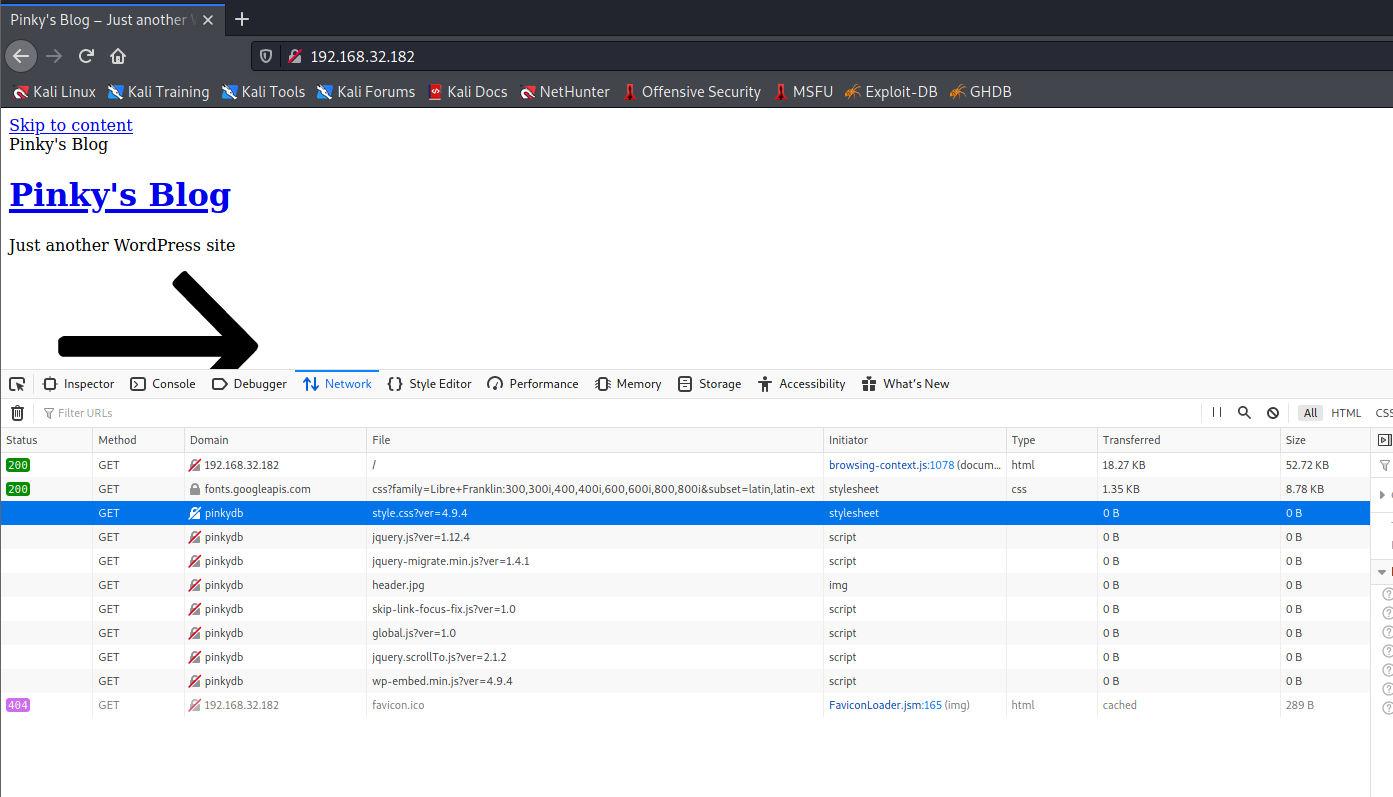 Pinky's Blog – Just another W
192.168.32.182
Kali Linux Kali Training Kali Tools Kali Forums Kali Docs NetHunter Offensive Security MSFU Exploit-DB GHDB
Skip to content
Pinky's Blog
Pinky's Blog
Just another WordPress site
Inspector Console Debugger Network Style Editor Performance Memory Storage Accessibility What's New
Filter URLs All HTML CSS
Status Method Domain File Initiator Type Transferred Size
200 GET 192.168.32.182 / browsing-context.js:1078 (docum... html 18.27 KB 52.72 KB
200 GET fonts.googleapis.com css?family=Libre+Franklin:300,300i,400,400i,600,600i,800,800i&subset=latin,latin-ext stylesheet css 1.35 KB 8.78 KB
GET pinkydb style.css?ver=4.9.4 stylesheet 0 B 0 B
GET pinkydb jquery.js?ver=1.12.4 script 0 B 0 B
GET pinkydb jquery-migrate.min.js?ver=1.4.1 script 0 B 0 B
GET pinkydb header.jpg img 0 B 0 B
GET pinkydb skip-link-focus-fix.js?ver=1.0 script 0 B 0 B
GET pinkydb global.js?ver=1.0 script 0 B 0 B
GET pinkydb jquery.scrollTo.js?ver=2.1.2 script 0 B 0 B
GET pinkydb wp-embed.min.js?ver=4.9.4 script 0 B 0 B
404 GET 192.168.32.182 favicon.ico FaviconLoader.jsm:165 (img) html cached 289 B